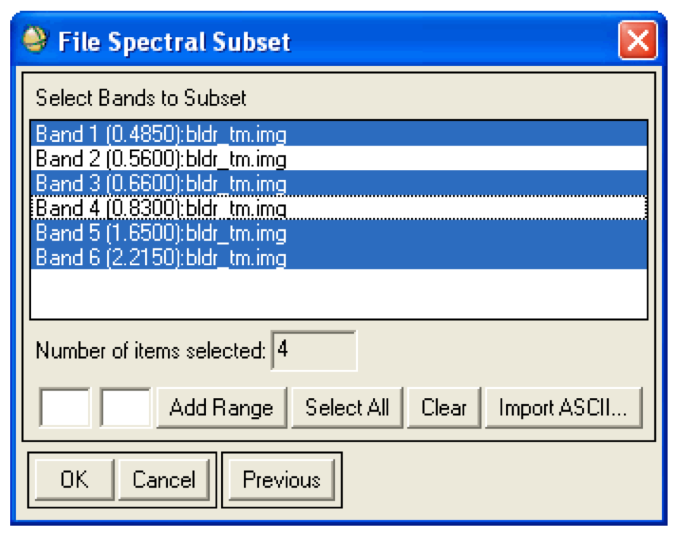 File Spectral Subset
Select Bands to Subset
Band 1 (0.4850):bldr_tm.img
Band 2 (0.5600):bldr_tm.img
Band 3 (0.6600):bldr_tm.img
Band 4 (0.8300):bldr_tm.img
Band 5 (1.6500):bldr_tm.img
Band 6 (2.2150):bldr_tm.img
Number of items selected: 4
Add Range Select All Clear Import ASCII...
OK Cancel Previous